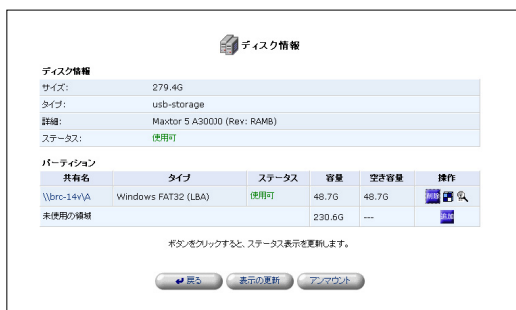 ディスク情報
ディスク情報
サイズ: 279.4G
タイプ: usb-storage
詳細: Maxtor 5 A300J0 (Rev: RAMB)
ステータス: 使用可
パーティション
共有名 タイプ ステータス 容量 空き容量 操作
\\brc-14v\A Windows FAT32 (LBA) 使用可 48.7G 48.7G 削除
未使用の領域 230.6G --- 追加
ボタンをクリックすると、ステータス表示を更新します。
戻る 表示の更新 アンマウント